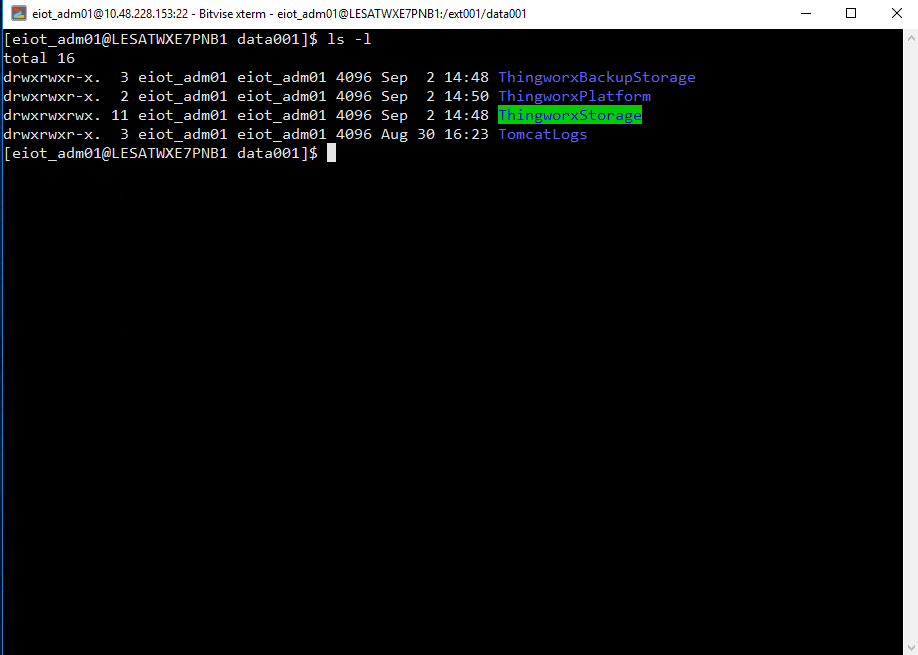 eiot_adm01@10.48.228.153:22 - Bitvise xterm - eiot_adm01@LESATWXE7PNB1:/ext001/data001
[eiot_adm01@LESATWXE7PNB1 data001]$ ls -l
total 16
drwxrwxr-x.  3 eiot_adm01 eiot_adm01 4096 Sep  2 14:48 ThingworxBackupStorage
drwxrwxr-x.  2 eiot_adm01 eiot_adm01 4096 Sep  2 14:50 ThingworxPlatform
drwxrwxrwx. 11 eiot_adm01 eiot_adm01 4096 Sep  2 14:48 ThingworxStorage
drwxrwxr-x.  3 eiot_adm01 eiot_adm01 4096 Aug 30 16:23 TomcatLogs
[eiot_adm01@LESATWXE7PNB1 data001]$